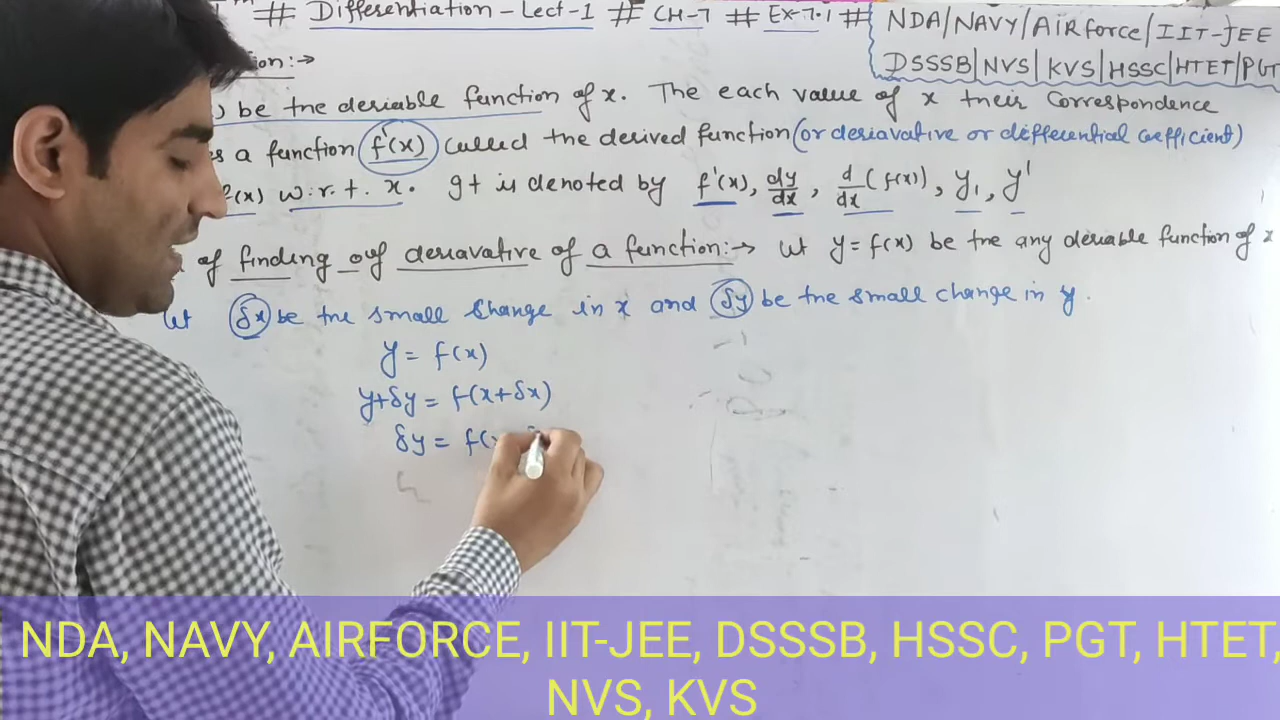 # Differentiation - Lect-1 # CH-7 # Ex-7.1 #
NDA/NAVY/AirForce/IIT-JEE
DSSSB|NVS|KVS|HSSC|HTET|PGT
ion:→
) be the deriable function of x. The each value of x their Correspondence
a function f'(x) called the derived function (or deriavative or differential coefficient)
f(x) w.r.t. x. It is denoted by f'(x), dy/dx, d/dx (f(x)), y₁, y'
of finding out deriavative of a function:→ Let y=f(x) be the any deriable function of x
Let δx be the small change in x and δy be the small change in y.
y = f(x)
y+δy = f(x+δx)
δy = f(x
NDA, NAVY, AIRFORCE, IIT-JEE, DSSSB, HSSC, PGT, HTET,
NVS, KVS